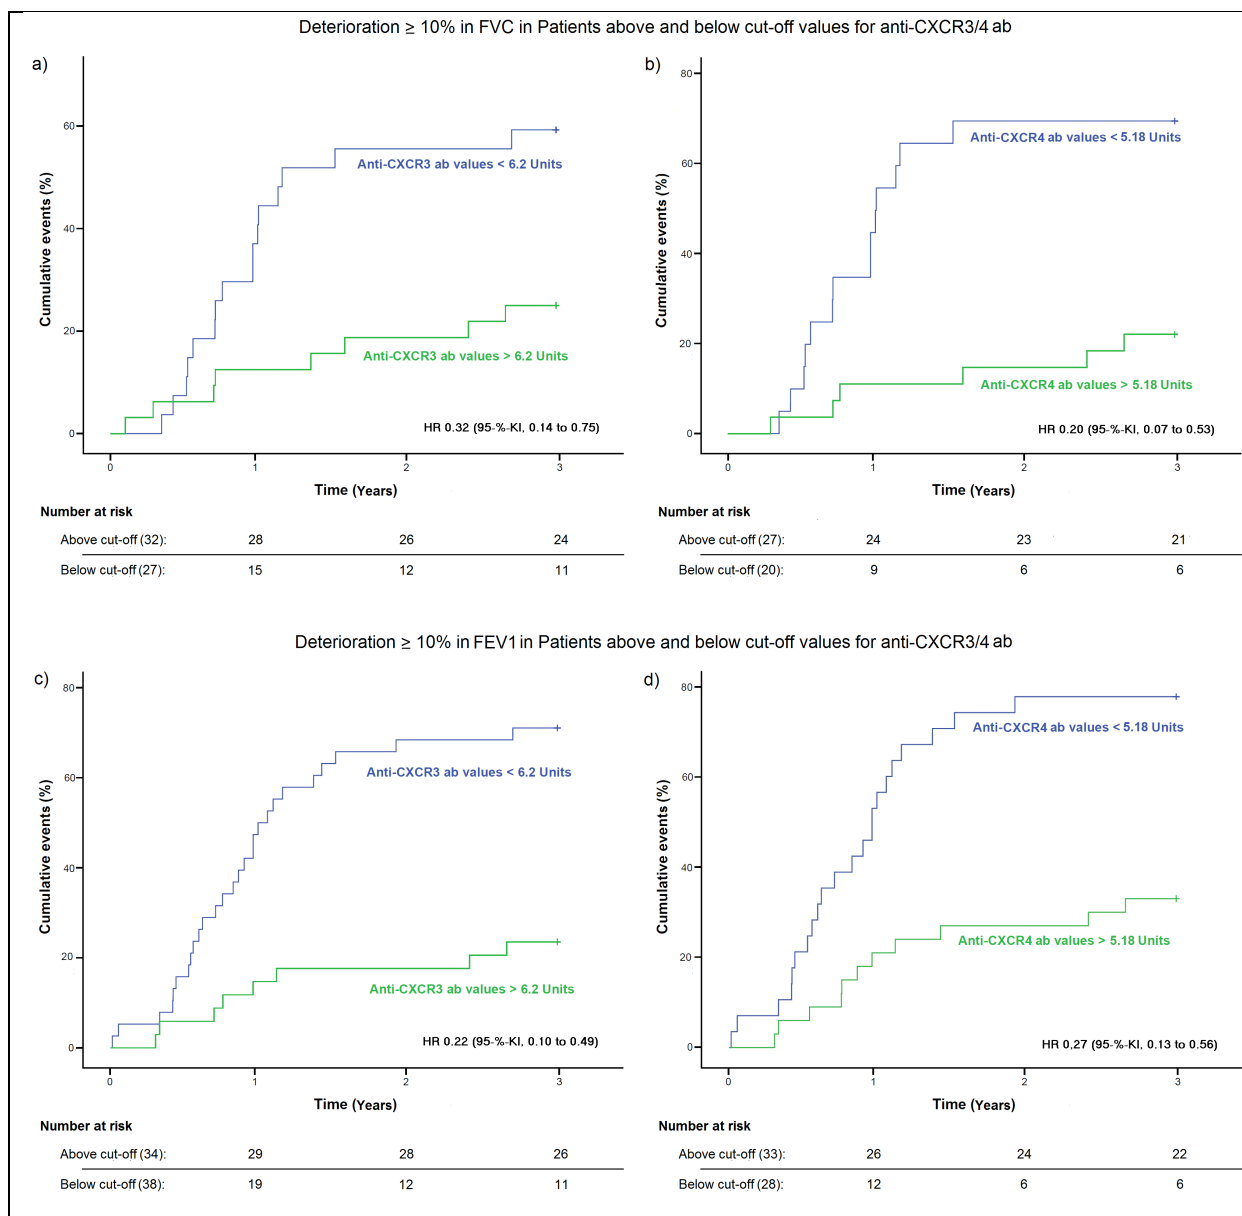 Deterioration ≥ 10% in FVC in Patients above and below cut-off values for anti-CXCR3/4 ab
a)
60
40
20
0
Cumulative events (%)
Anti-CXCR3 ab values < 6.2 Units
Anti-CXCR3 ab values > 6.2 Units
HR 0.32 (95-%-KI, 0.14 to 0.75)
0 1 2 3
Time (Years)
Number at risk
Above cut-off (32): 28 26 24
Below cut-off (27): 15 12 11
b)
80
60
40
20
0
Cumulative events (%)
Anti-CXCR4 ab values < 5.18 Units
Anti-CXCR4 ab values > 5.18 Units
HR 0.20 (95-%-KI, 0.07 to 0.53)
0 1 2 3
Time (Years)
Number at risk
Above cut-off (27): 24 23 21
Below cut-off (20): 9 6 6
Deterioration ≥ 10% in FEV1 in Patients above and below cut-off values for anti-CXCR3/4 ab
c)
80
60
40
20
0
Cumulative events (%)
Anti-CXCR3 ab values < 6.2 Units
Anti-CXCR3 ab values > 6.2 Units
HR 0.22 (95-%-KI, 0.10 to 0.49)
0 1 2 3
Time (Years)
Number at risk
Above cut-off (34): 29 28 26
Below cut-off (38): 19 12 11
d)
80
60
40
20
0
Cumulative events (%)
Anti-CXCR4 ab values < 5.18 Units
Anti-CXCR4 ab values > 5.18 Units
HR 0,27 (95-%-KI, 0.13 to 0.56)
0 1 2 3
Time (Years)
Number at risk
Above cut-off (33): 26 24 22
Below cut-off (28): 12 6 6